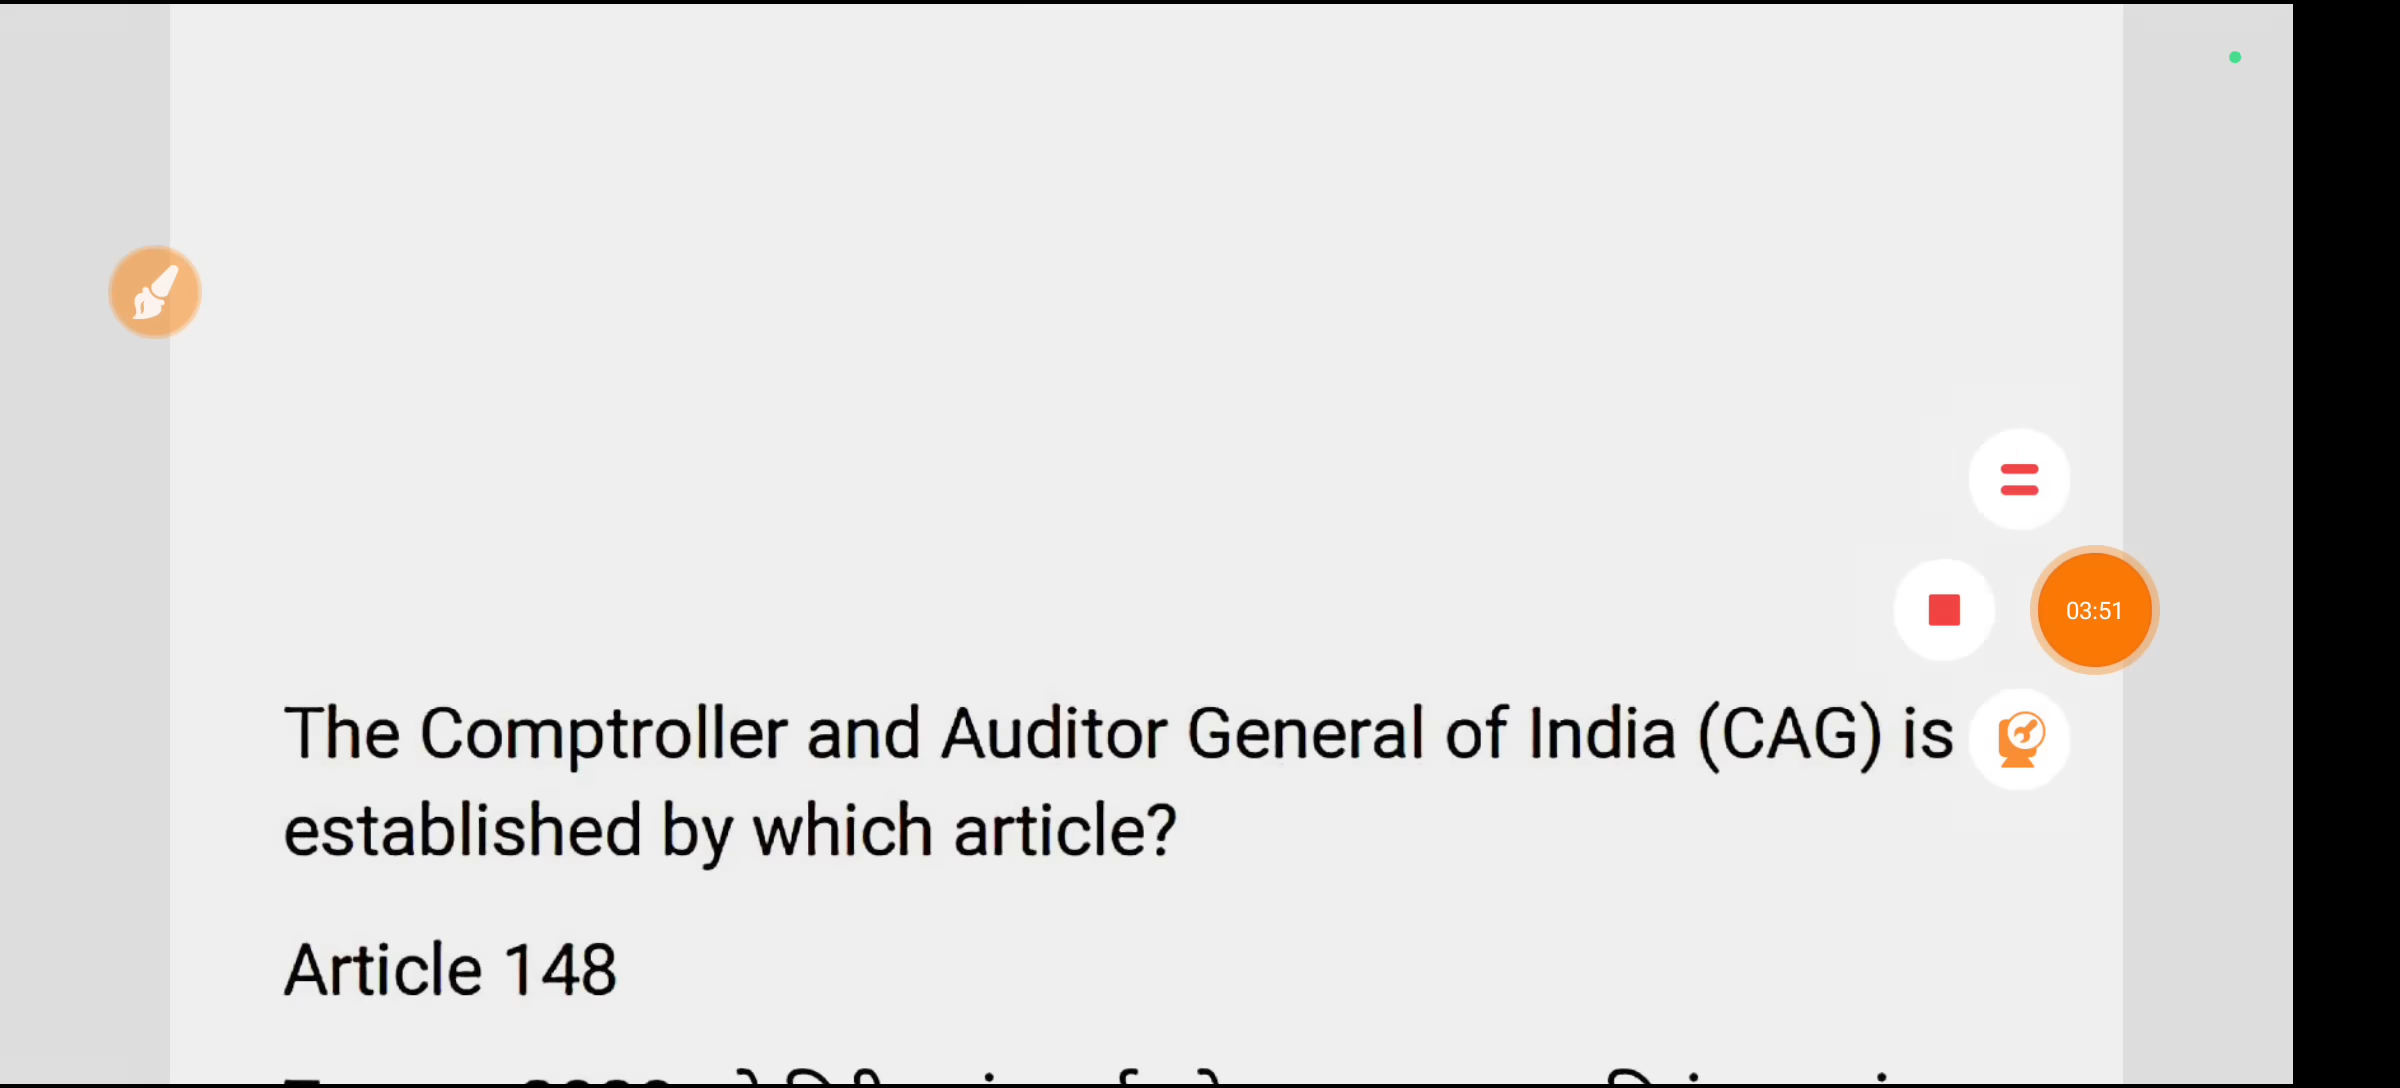 03:51
The Comptroller and Auditor General of India (CAG) is
established by which article?
Article 148